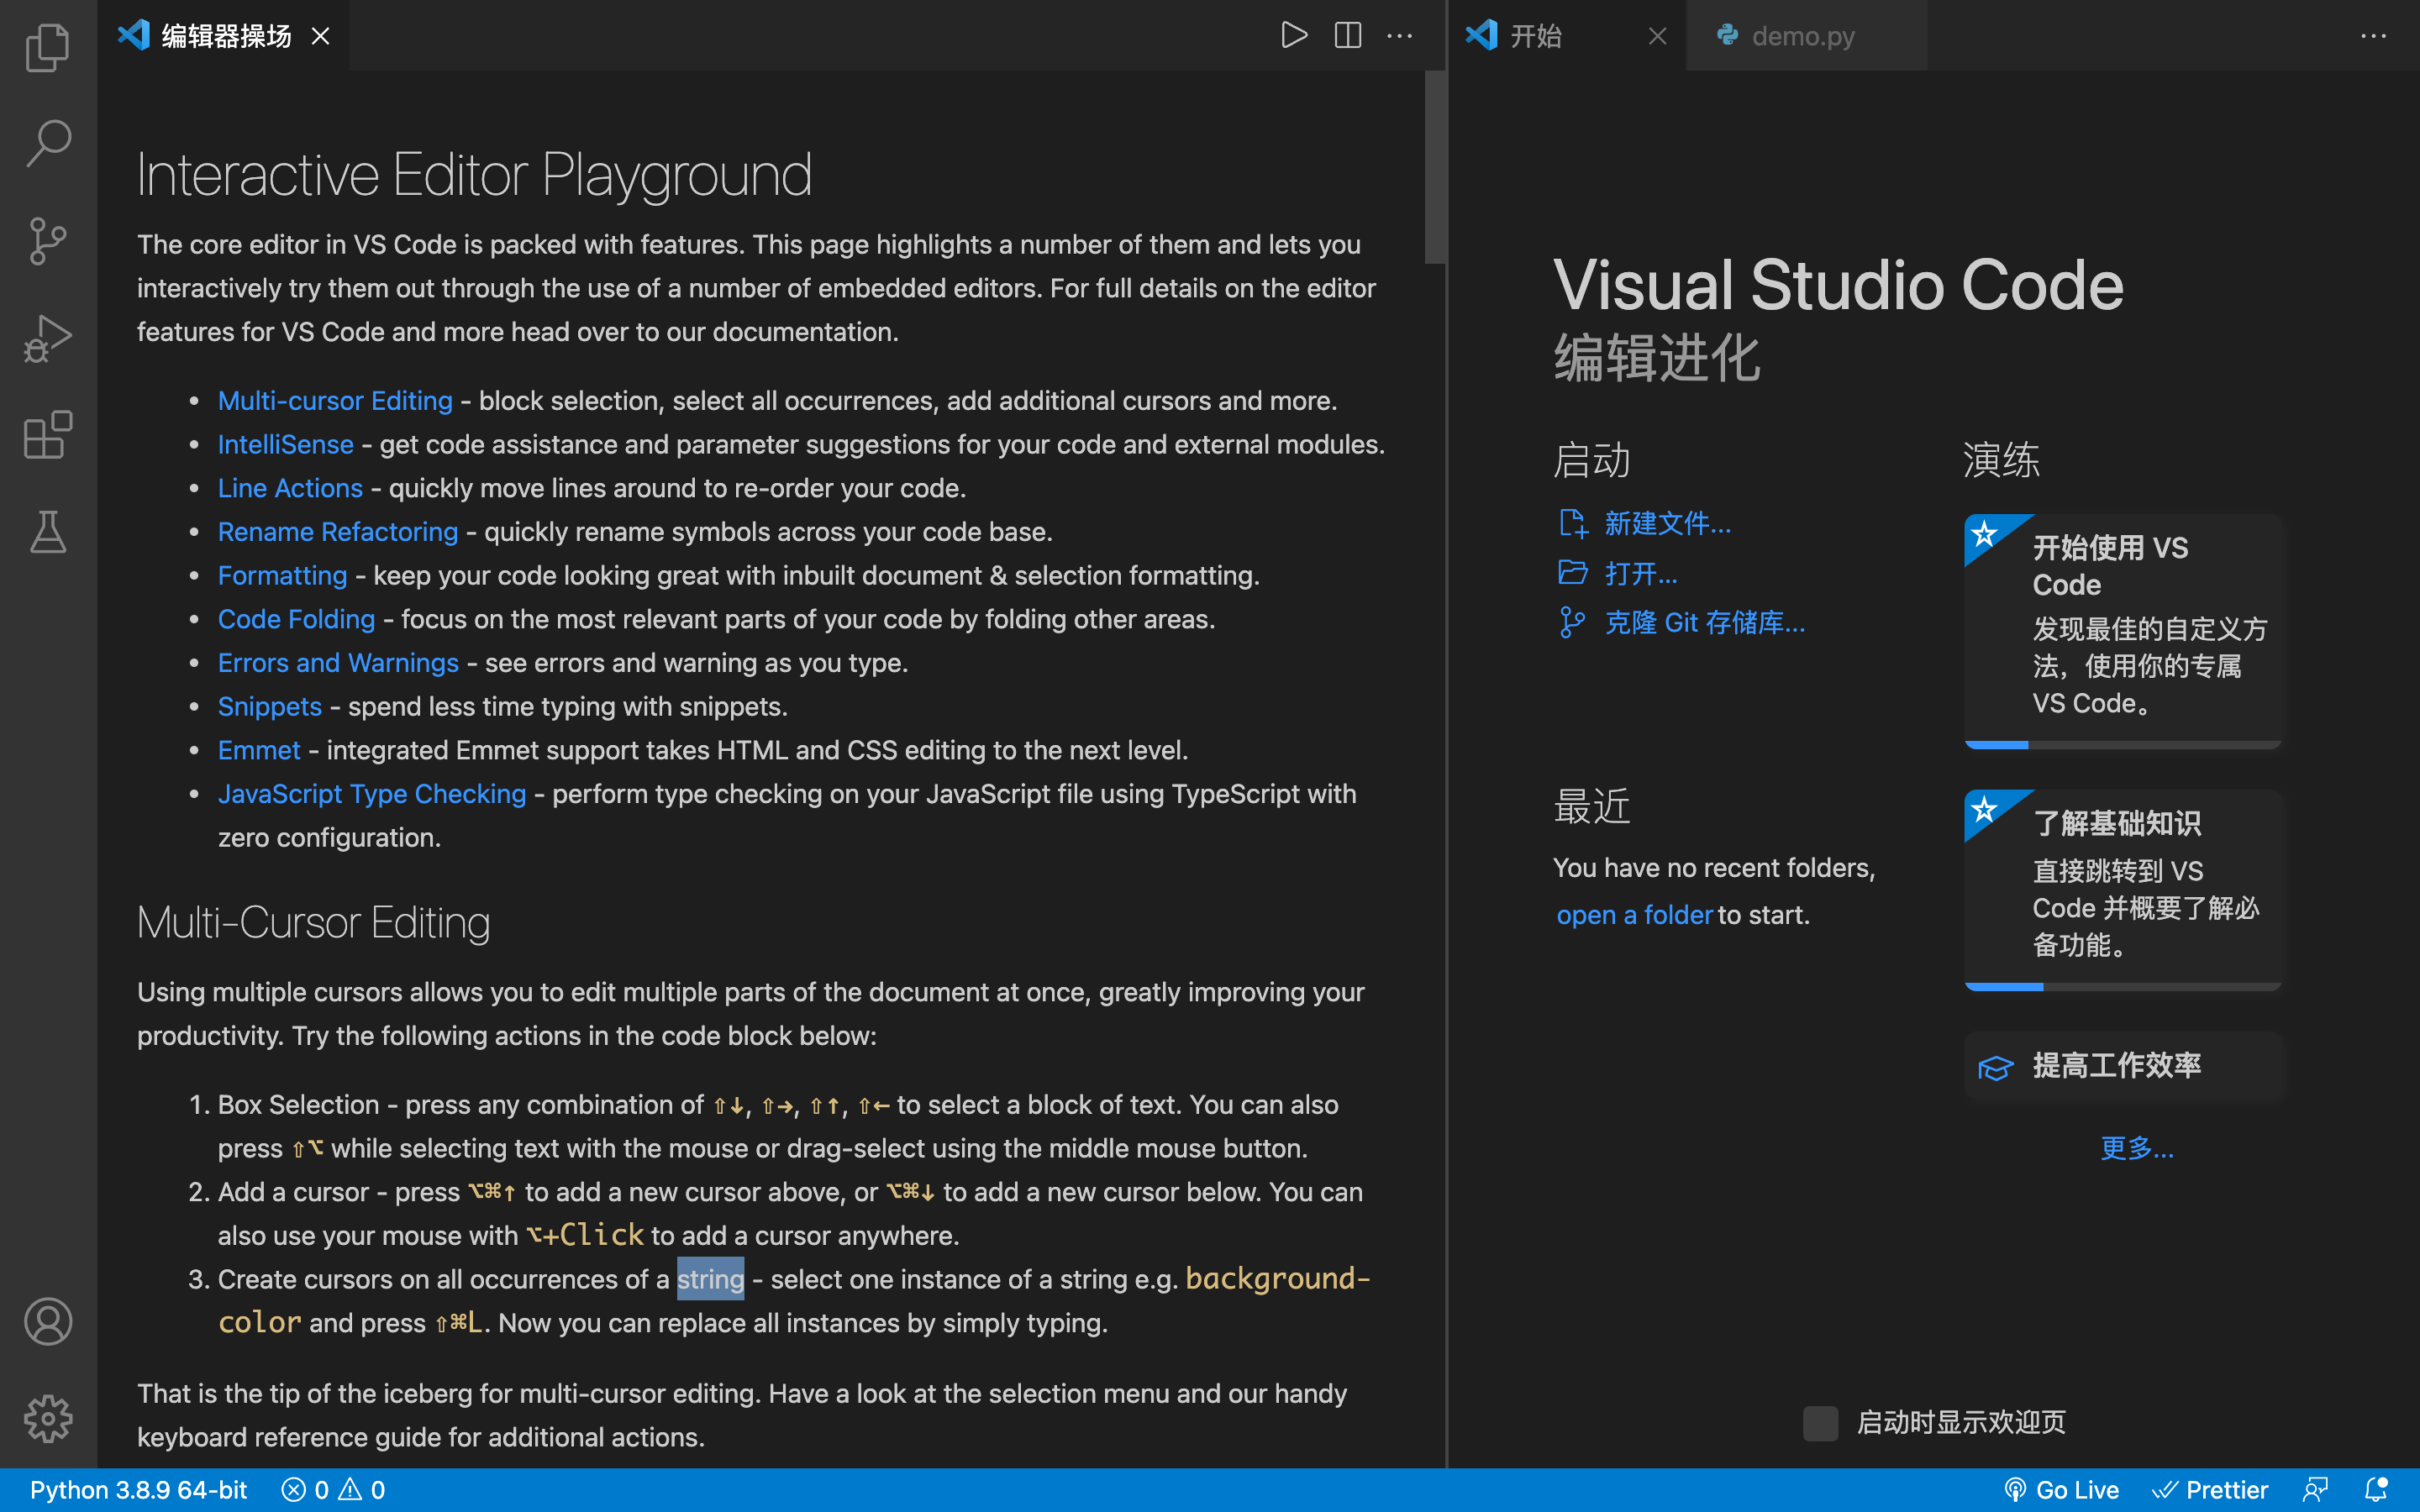 编辑器操场
Interactive Editor Playground
The core editor in VS Code is packed with features. This page highlights a number of them and lets you
interactively try them out through the use of a number of embedded editors. For full details on the editor
features for VS Code and more head over to our documentation.
• Multi-cursor Editing - block selection, select all occurrences, add additional cursors and more.
• IntelliSense - get code assistance and parameter suggestions for your code and external modules.
• Line Actions - quickly move lines around to re-order your code.
• Rename Refactoring - quickly rename symbols across your code base.
• Formatting - keep your code looking great with inbuilt document & selection formatting.
• Code Folding - focus on the most relevant parts of your code by folding other areas.
• Errors and Warnings - see errors and warning as you type.
• Snippets - spend less time typing with snippets.
• Emmet - integrated Emmet support takes HTML and CSS editing to the next level.
• JavaScript Type Checking - perform type checking on your JavaScript file using TypeScript with
zero configuration.
Multi-Cursor Editing
Using multiple cursors allows you to edit multiple parts of the document at once, greatly improving your
productivity. Try the following actions in the code block below:
1. Box Selection - press any combination of ⇧↓, ⇧→, ⇧↑, ⇧← to select a block of text. You can also
press ⇧⌥ while selecting text with the mouse or drag-select using the middle mouse button.
2. Add a cursor - press ⌥⌘↑ to add a new cursor above, or ⌥⌘↓ to add a new cursor below. You can
also use your mouse with ⌥+Click to add a cursor anywhere.
3. Create cursors on all occurrences of a string - select one instance of a string e.g. background-
color and press ⇧⌘L. Now you can replace all instances by simply typing.
That is the tip of the iceberg for multi-cursor editing. Have a look at the selection menu and our handy
keyboard reference guide for additional actions.
开始
demo.py
Visual Studio Code
编辑进化
启动
新建文件...
打开...
克隆 Git 存储库...
最近
You have no recent folders,
open a folder to start.
演练
开始使用 VS
Code
发现最佳的自定义方
法，使用你的专属
VS Code。
了解基础知识
直接跳转到 VS
Code 并概要了解必
备功能。
提高工作效率
更多...
启动时显示欢迎页
Python 3.8.9 64-bit
0
0
Go Live
Prettier